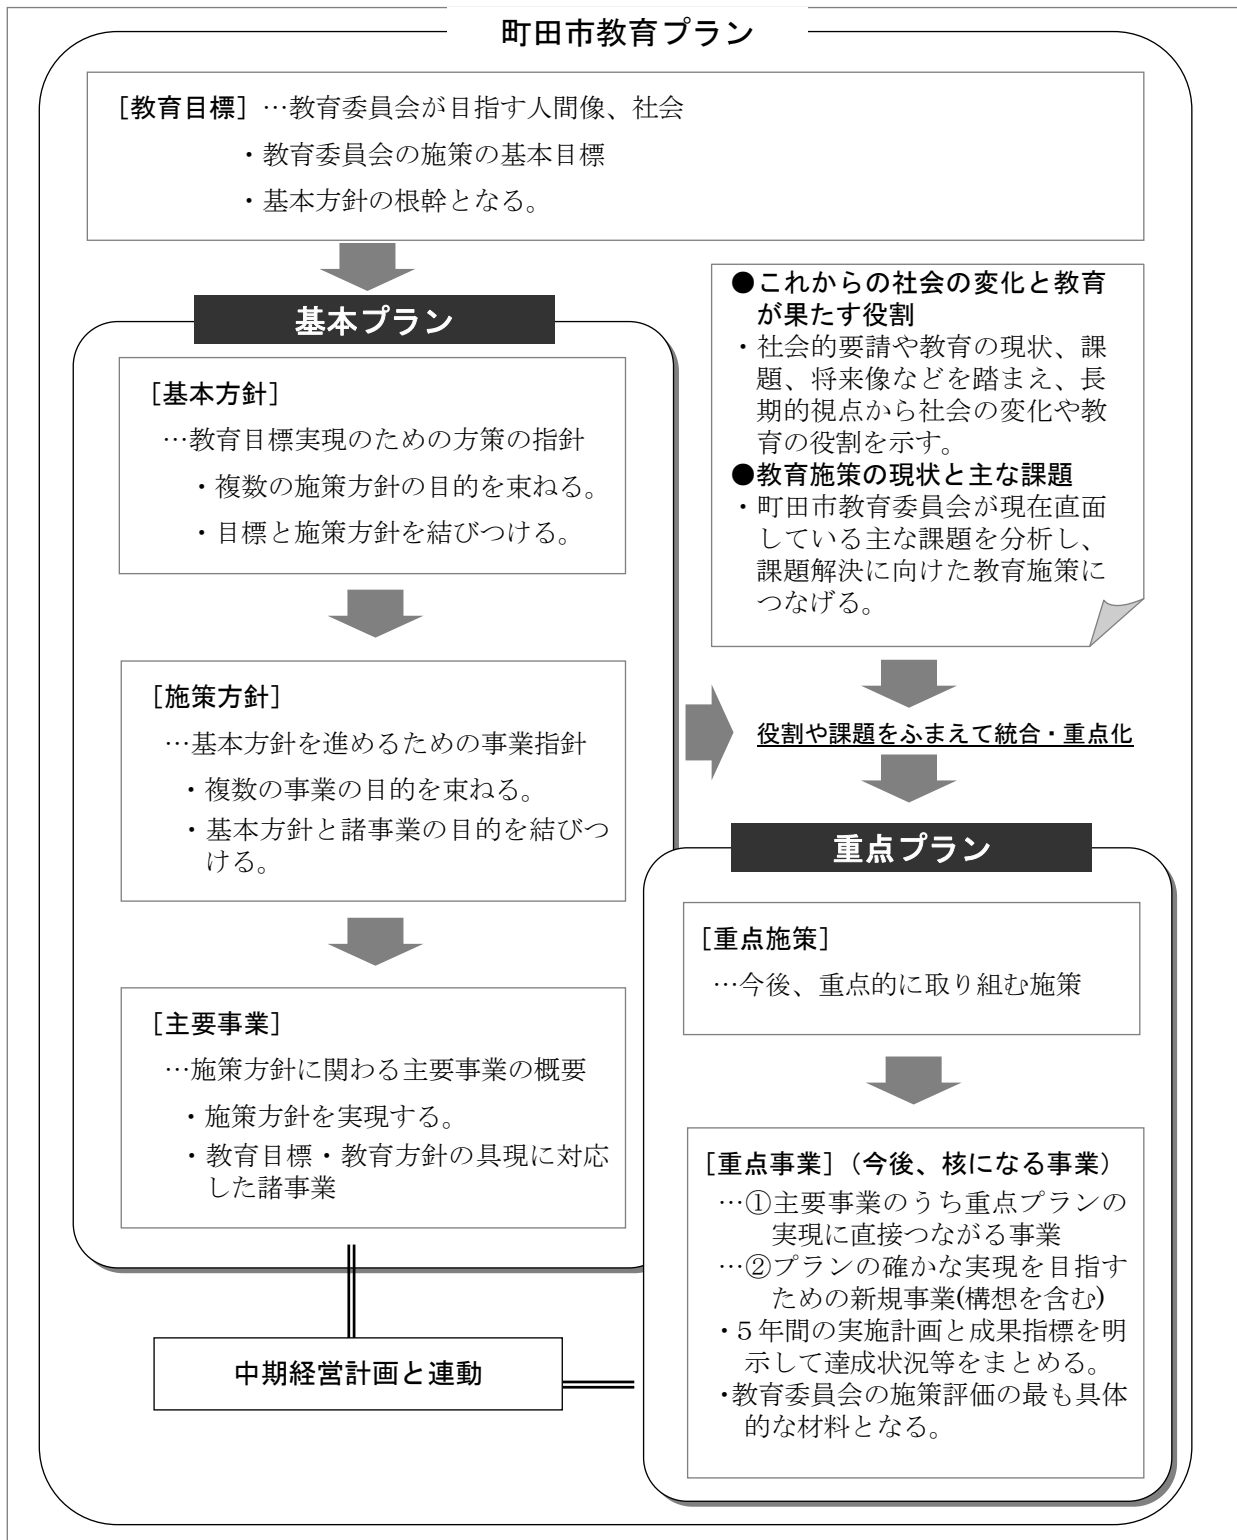 町田市教育プラン
[教育目標] …教育委員会が目指す人間像、社会
・教育委員会の施策の基本目標
・基本方針の根幹となる。
基本プラン
[基本方針]
…教育目標実現のための方策の指針
・複数の施策方針の目的を束ねる。
・目標と施策方針を結びつける。
[施策方針]
…基本方針を進めるための事業指針
・複数の事業の目的を束ねる。
・基本方針と諸事業の目的を結びつ
ける。
[主要事業]
…施策方針に関わる主要事業の概要
・施策方針を実現する。
・教育目標・教育方針の具現に対応
した諸事業
中期経営計画と連動
●これからの社会の変化と教育
が果たす役割
・社会的要請や教育の現状、課
題、将来像などを踏まえ、長
期的視点から社会の変化や教
育の役割を示す。
●教育施策の現状と主な課題
・町田市教育委員会が現在直面
している主な課題を分析し、
課題解決に向けた教育施策に
つなげる。
役割や課題をふまえて統合・重点化
重点プラン
[重点施策]
…今後、重点的に取り組む施策
[重点事業]（今後、核になる事業）
…①主要事業のうち重点プランの
実現に直接つながる事業
…②プランの確かな実現を目指す
ための新規事業(構想を含む)
・５年間の実施計画と成果指標を明
示して達成状況等をまとめる。
・教育委員会の施策評価の最も具体
的な材料となる。